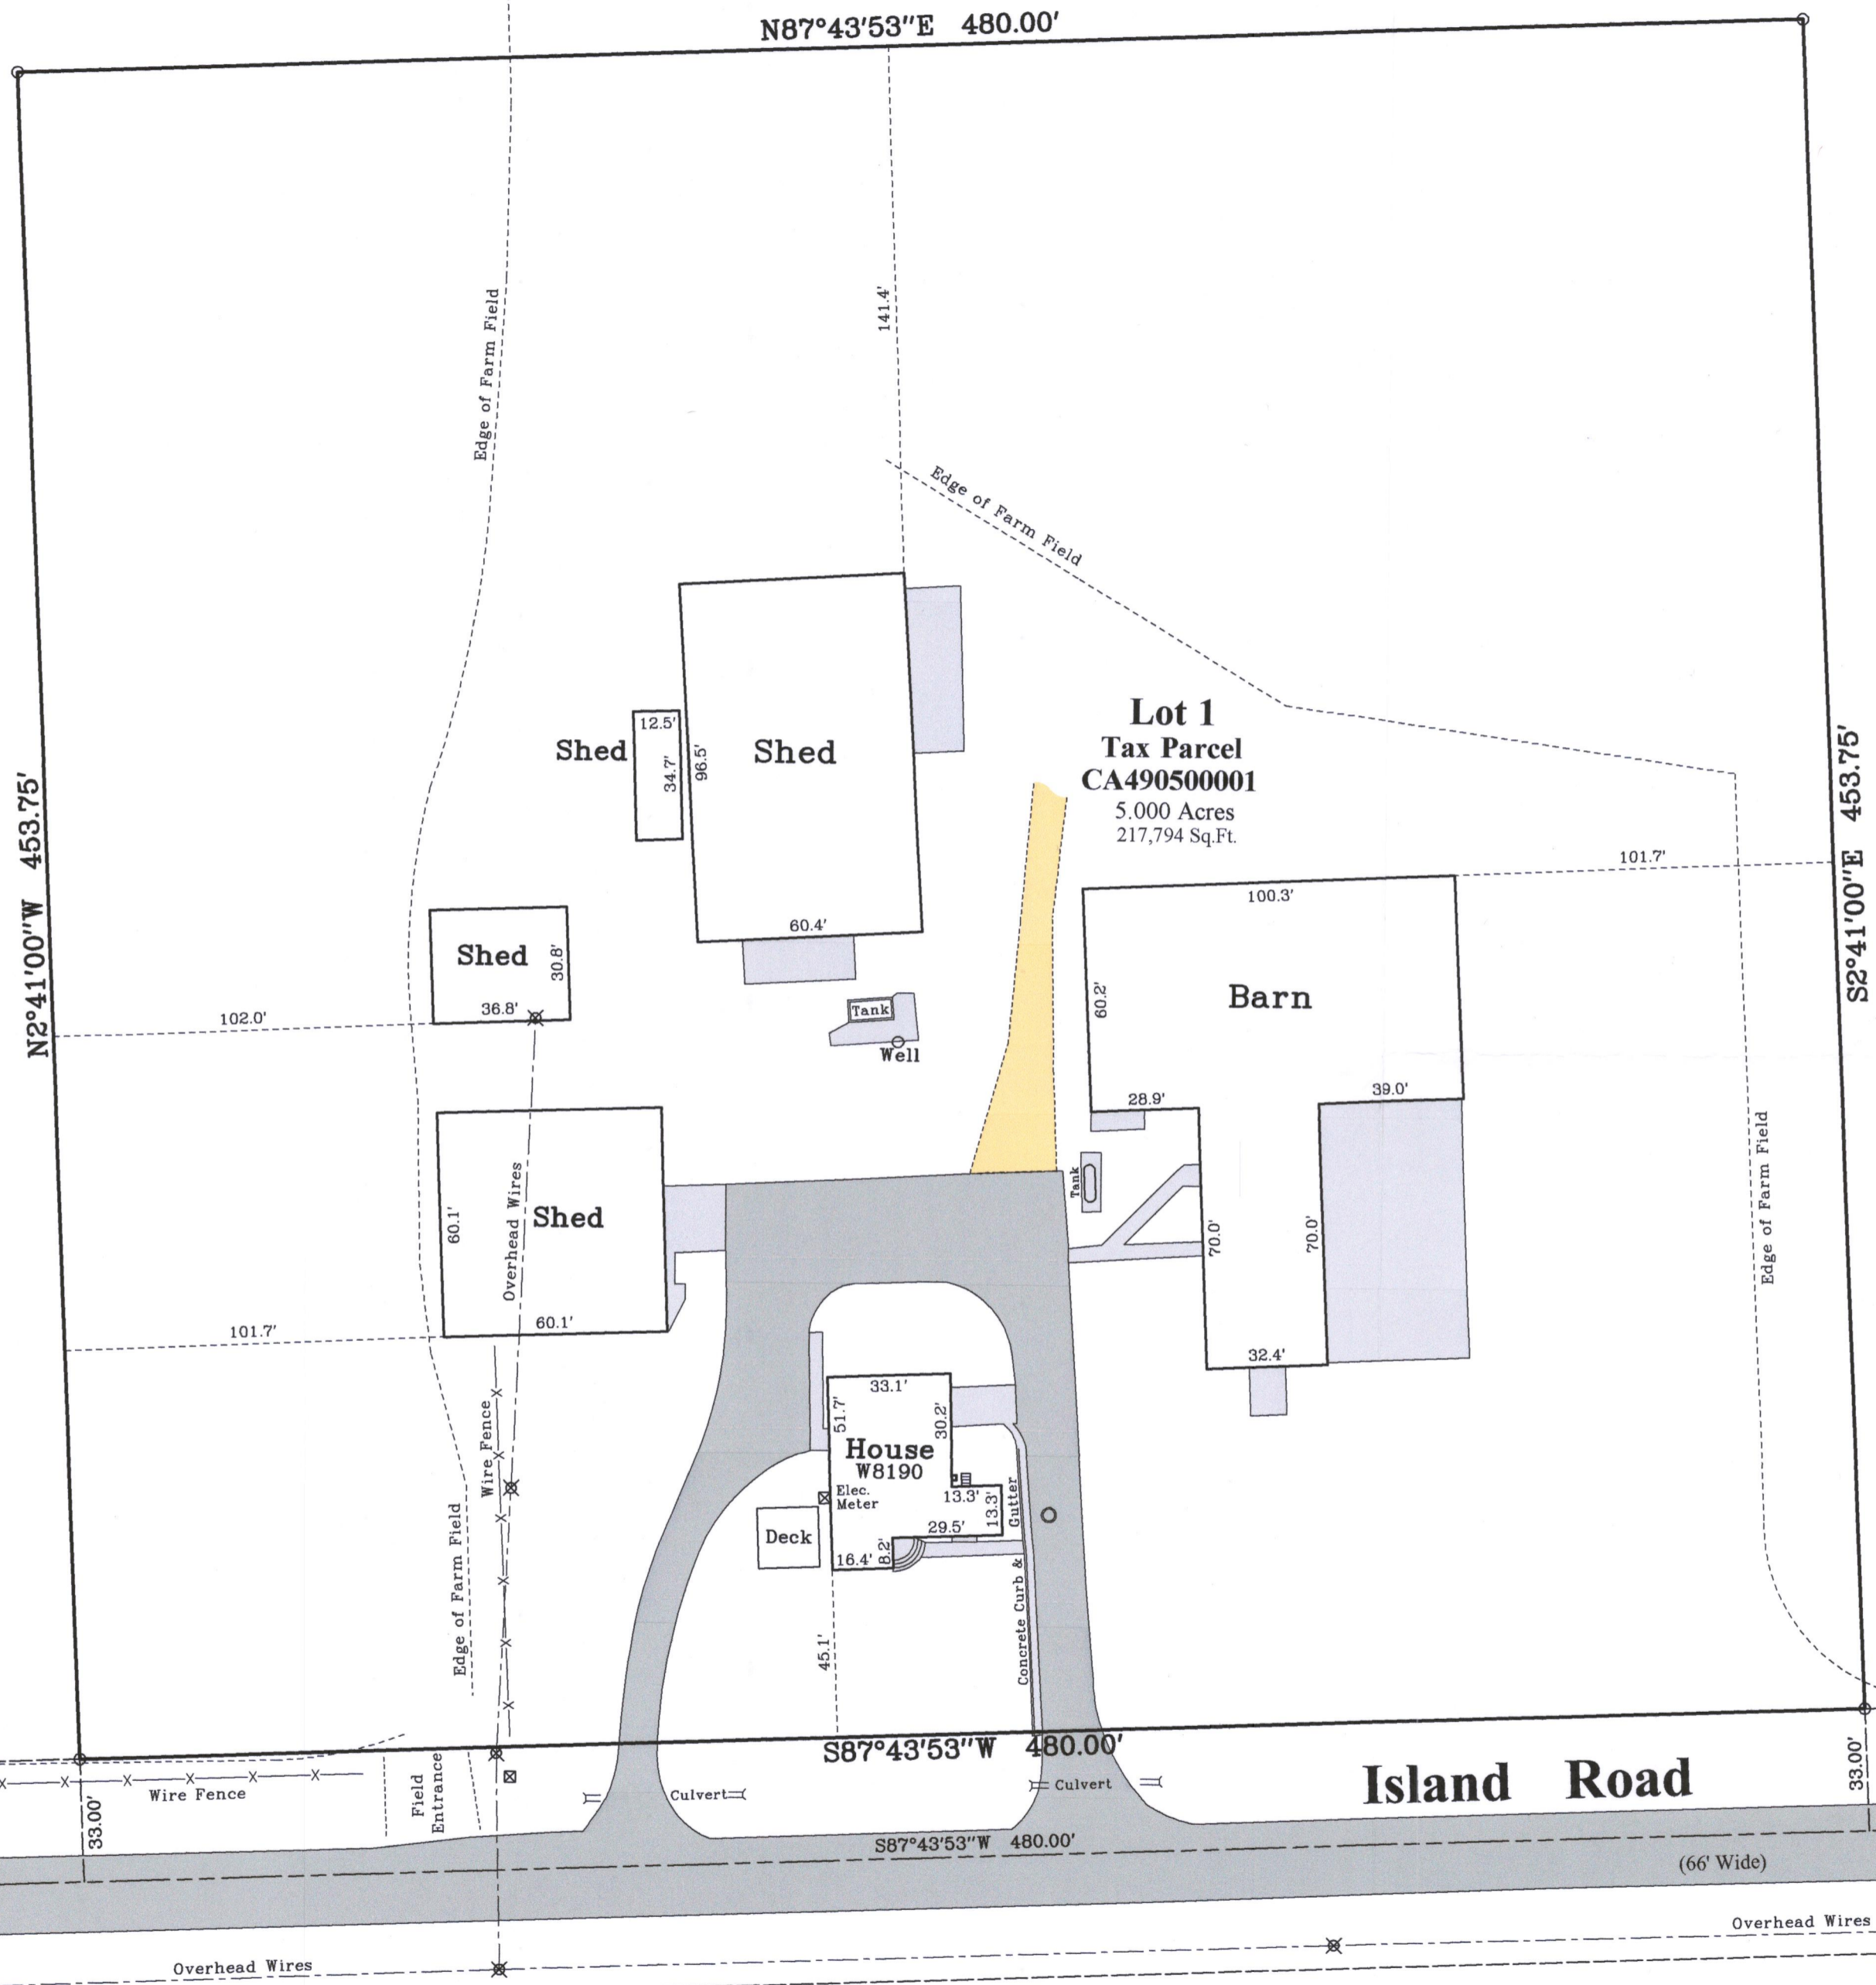 N87°43'53"E 480.00'
141.4'
Edge of Farm Field
Edge of Farm Field
Lot 1
Tax Parcel
CA490500001
5.000 Acres
217,794 Sq.Ft.
N2°41'00"W 453.75'
S2°41'00"E 453.75'
12.5'
Shed
34.7'
96.5'
Shed
60.4'
101.7'
100.3'
60.2'
Barn
39.0'
28.9'
70.0'
70.0'
32.4'
Shed
30.8'
36.8'
102.0'
Tank
Well
Tank
Overhead Wires
60.1'
Shed
60.1'
101.7'
Edge of Farm Field
33.1'
51.7'
30.2'
House
W8190
Elec.
Meter
13.3'
13.3'
29.5'
16.4'
8.2'
Deck
Concrete Curb & Gutter
Wire Fence
Edge of Farm Field
45.1'
S87°43'53"W 480.00'
Wire Fence
Field
Entrance
Culvert
Culvert
Island Road
33.00'
33.00'
S87°43'53"W 480.00'
(66' Wide)
Overhead Wires
Overhead Wires